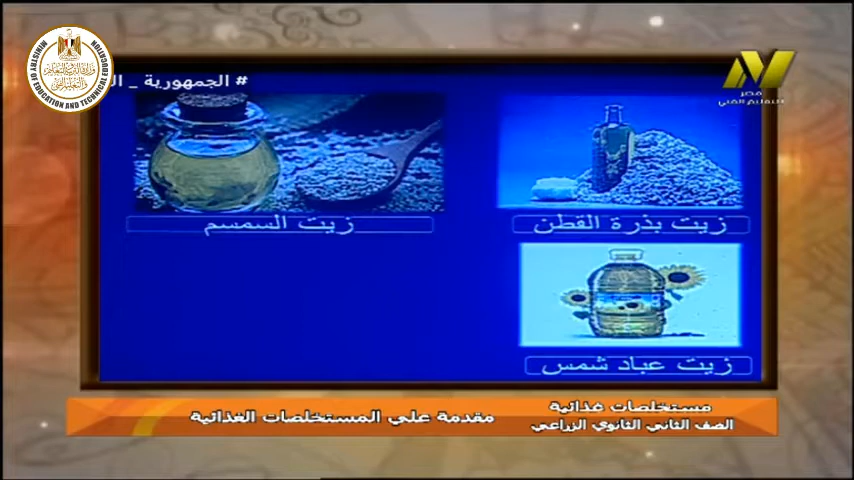 # الجمهورية _ ال
MINISTRY OF EDUCATION AND TECHNICAL EDUCATION
مصر
التعليم الفني
زيت بذرة القطن
زيت السمسم
زيت عباد شمس
مستخلصات غذائية
الصف الثاني الثانوي الزراعي
مقدمة علي المستخلصات الغذائية